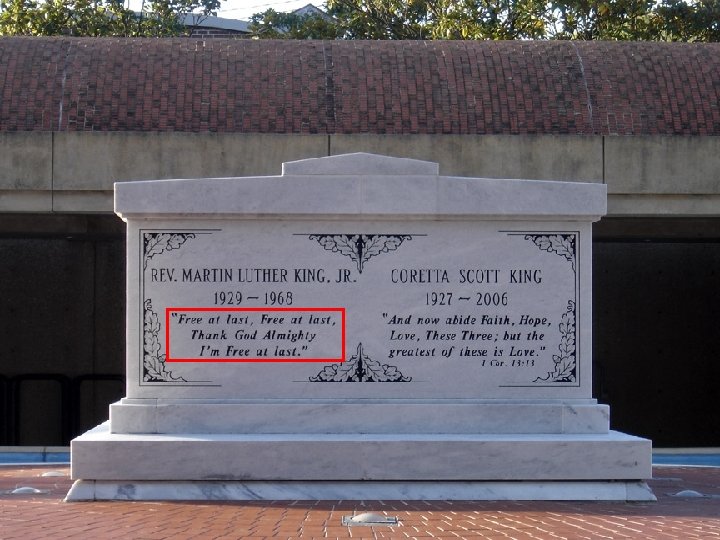 REV. MARTIN LUTHER KING, JR.
1929 — 1968
"Free at last, Free at last,
Thank God Almighty
I'm Free at last."
CORETTA SCOTT KING
1927 — 2006
"And now abide Faith, Hope,
Love, These Three; but the
greatest of these is Love."
1 Cor. 13:13